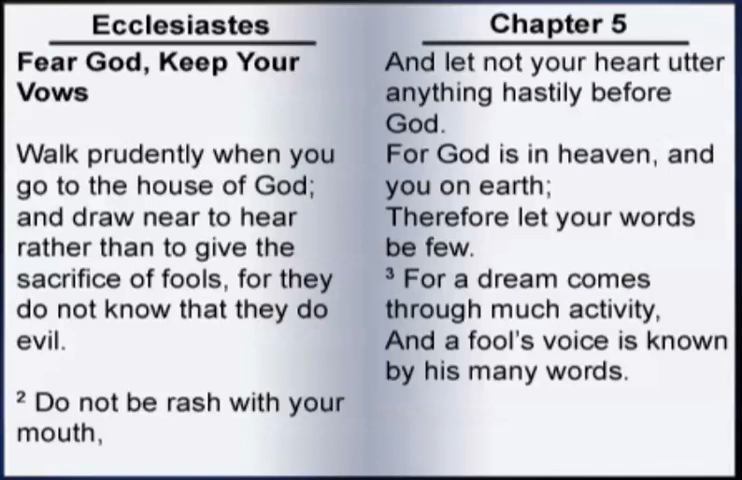 Ecclesiastes
Fear God, Keep Your
Vows
Walk prudently when you
go to the house of God;
and draw near to hear
rather than to give the
sacrifice of fools, for they
do not know that they do
evil.
² Do not be rash with your
mouth,
Chapter 5
And let not your heart utter
anything hastily before
God.
For God is in heaven, and
you on earth;
Therefore let your words
be few.
³ For a dream comes
through much activity,
And a fool's voice is known
by his many words.